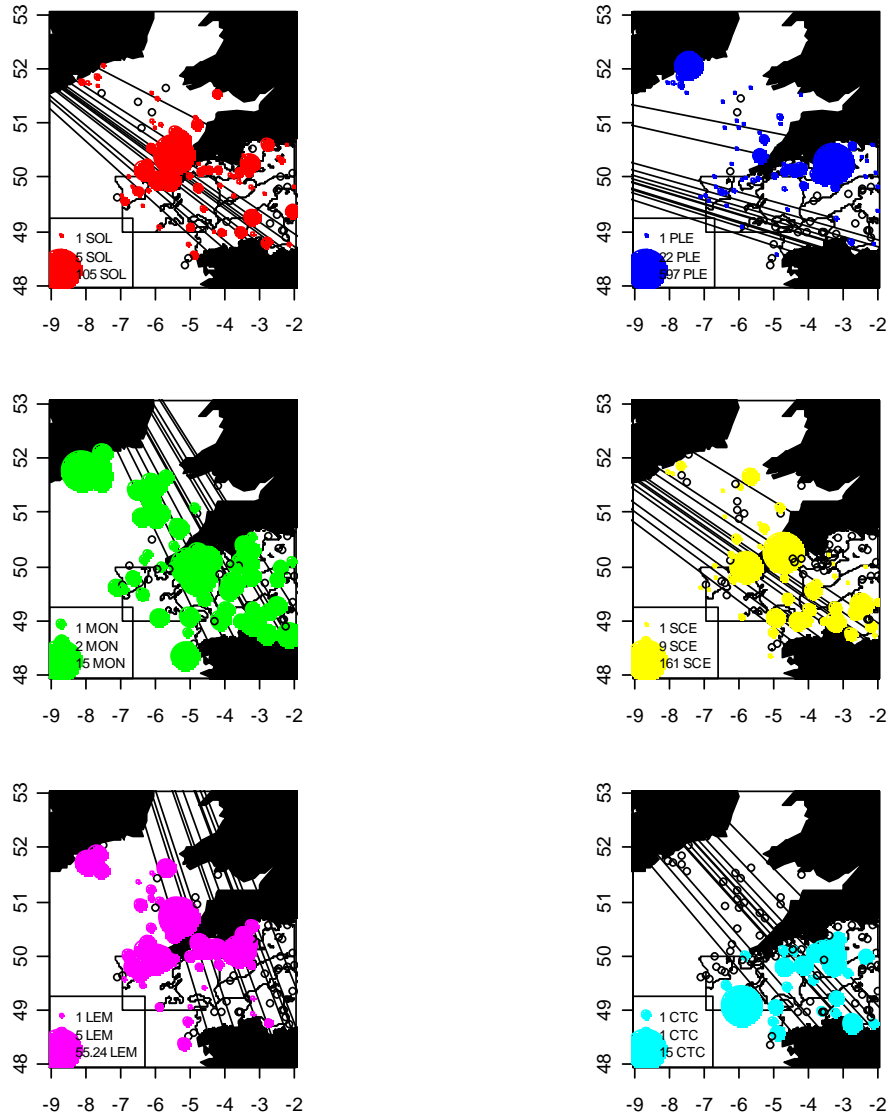 53
52
51
50
49
48
1 SOL
5 SOL
105 SOL
-9 -8 -7 -6 -5 -4 -3 -2
53
52
51
50
49
48
1 PLE
22 PLE
597 PLE
-9 -8 -7 -6 -5 -4 -3 -2
53
52
51
50
49
48
1 MON
2 MON
15 MON
-9 -8 -7 -6 -5 -4 -3 -2
53
52
51
50
49
48
1 SCE
9 SCE
161 SCE
-9 -8 -7 -6 -5 -4 -3 -2
53
52
51
50
49
48
1 LEM
5 LEM
55.24 LEM
-9 -8 -7 -6 -5 -4 -3 -2
53
52
51
50
49
48
1 CTC
1 CTC
15 CTC
-9 -8 -7 -6 -5 -4 -3 -2